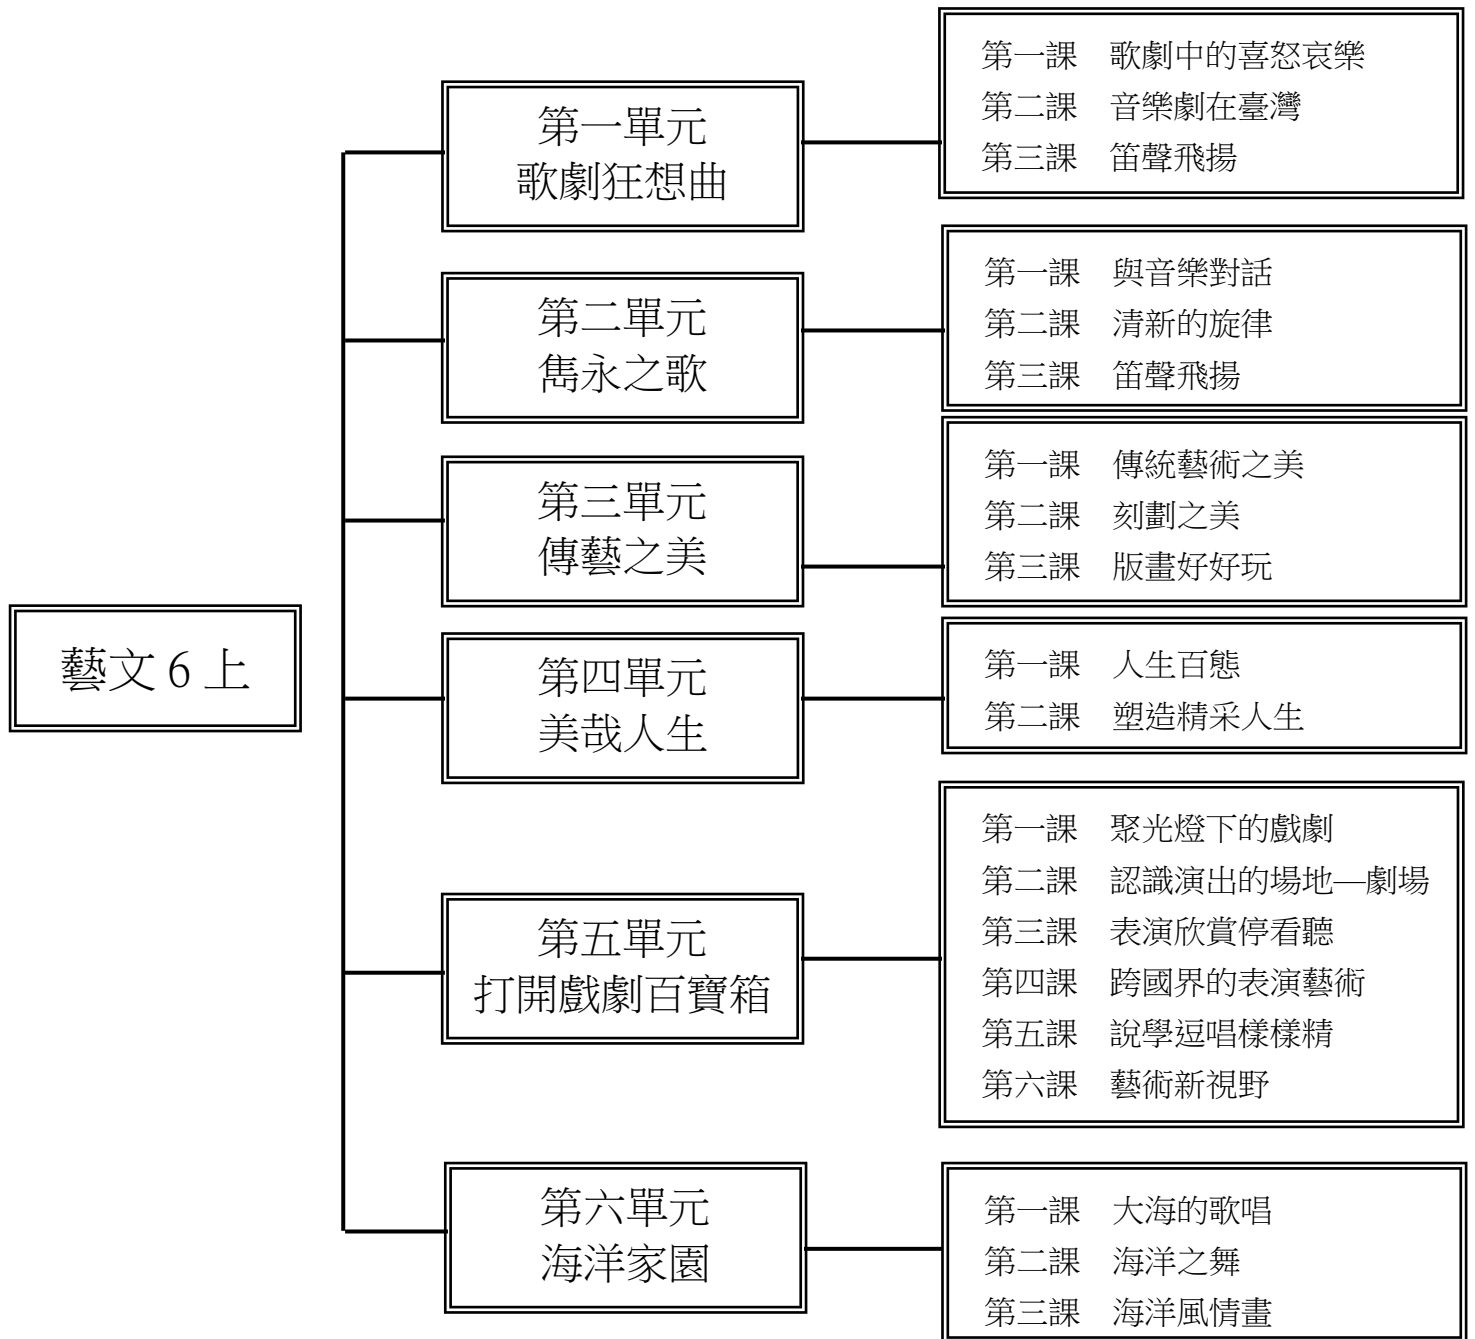 藝文 6 上
第一單元
歌劇狂想曲
第一課　歌劇中的喜怒哀樂
第二課　音樂劇在臺灣
第三課　笛聲飛揚
第二單元
雋永之歌
第一課　與音樂對話
第二課　清新的旋律
第三課　笛聲飛揚
第三單元
傳藝之美
第一課　傳統藝術之美
第二課　刻劃之美
第三課　版畫好好玩
第四單元
美哉人生
第一課　人生百態
第二課　塑造精采人生
第五單元
打開戲劇百寶箱
第一課　聚光燈下的戲劇
第二課　認識演出的場地—劇場
第三課　表演欣賞停看聽
第四課　跨國界的表演藝術
第五課　說學逗唱樣樣精
第六課　藝術新視野
第六單元
海洋家園
第一課　大海的歌唱
第二課　海洋之舞
第三課　海洋風情畫